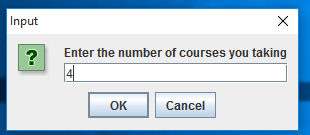 Input
?
Enter the number of courses you taking
4
OK Cancel